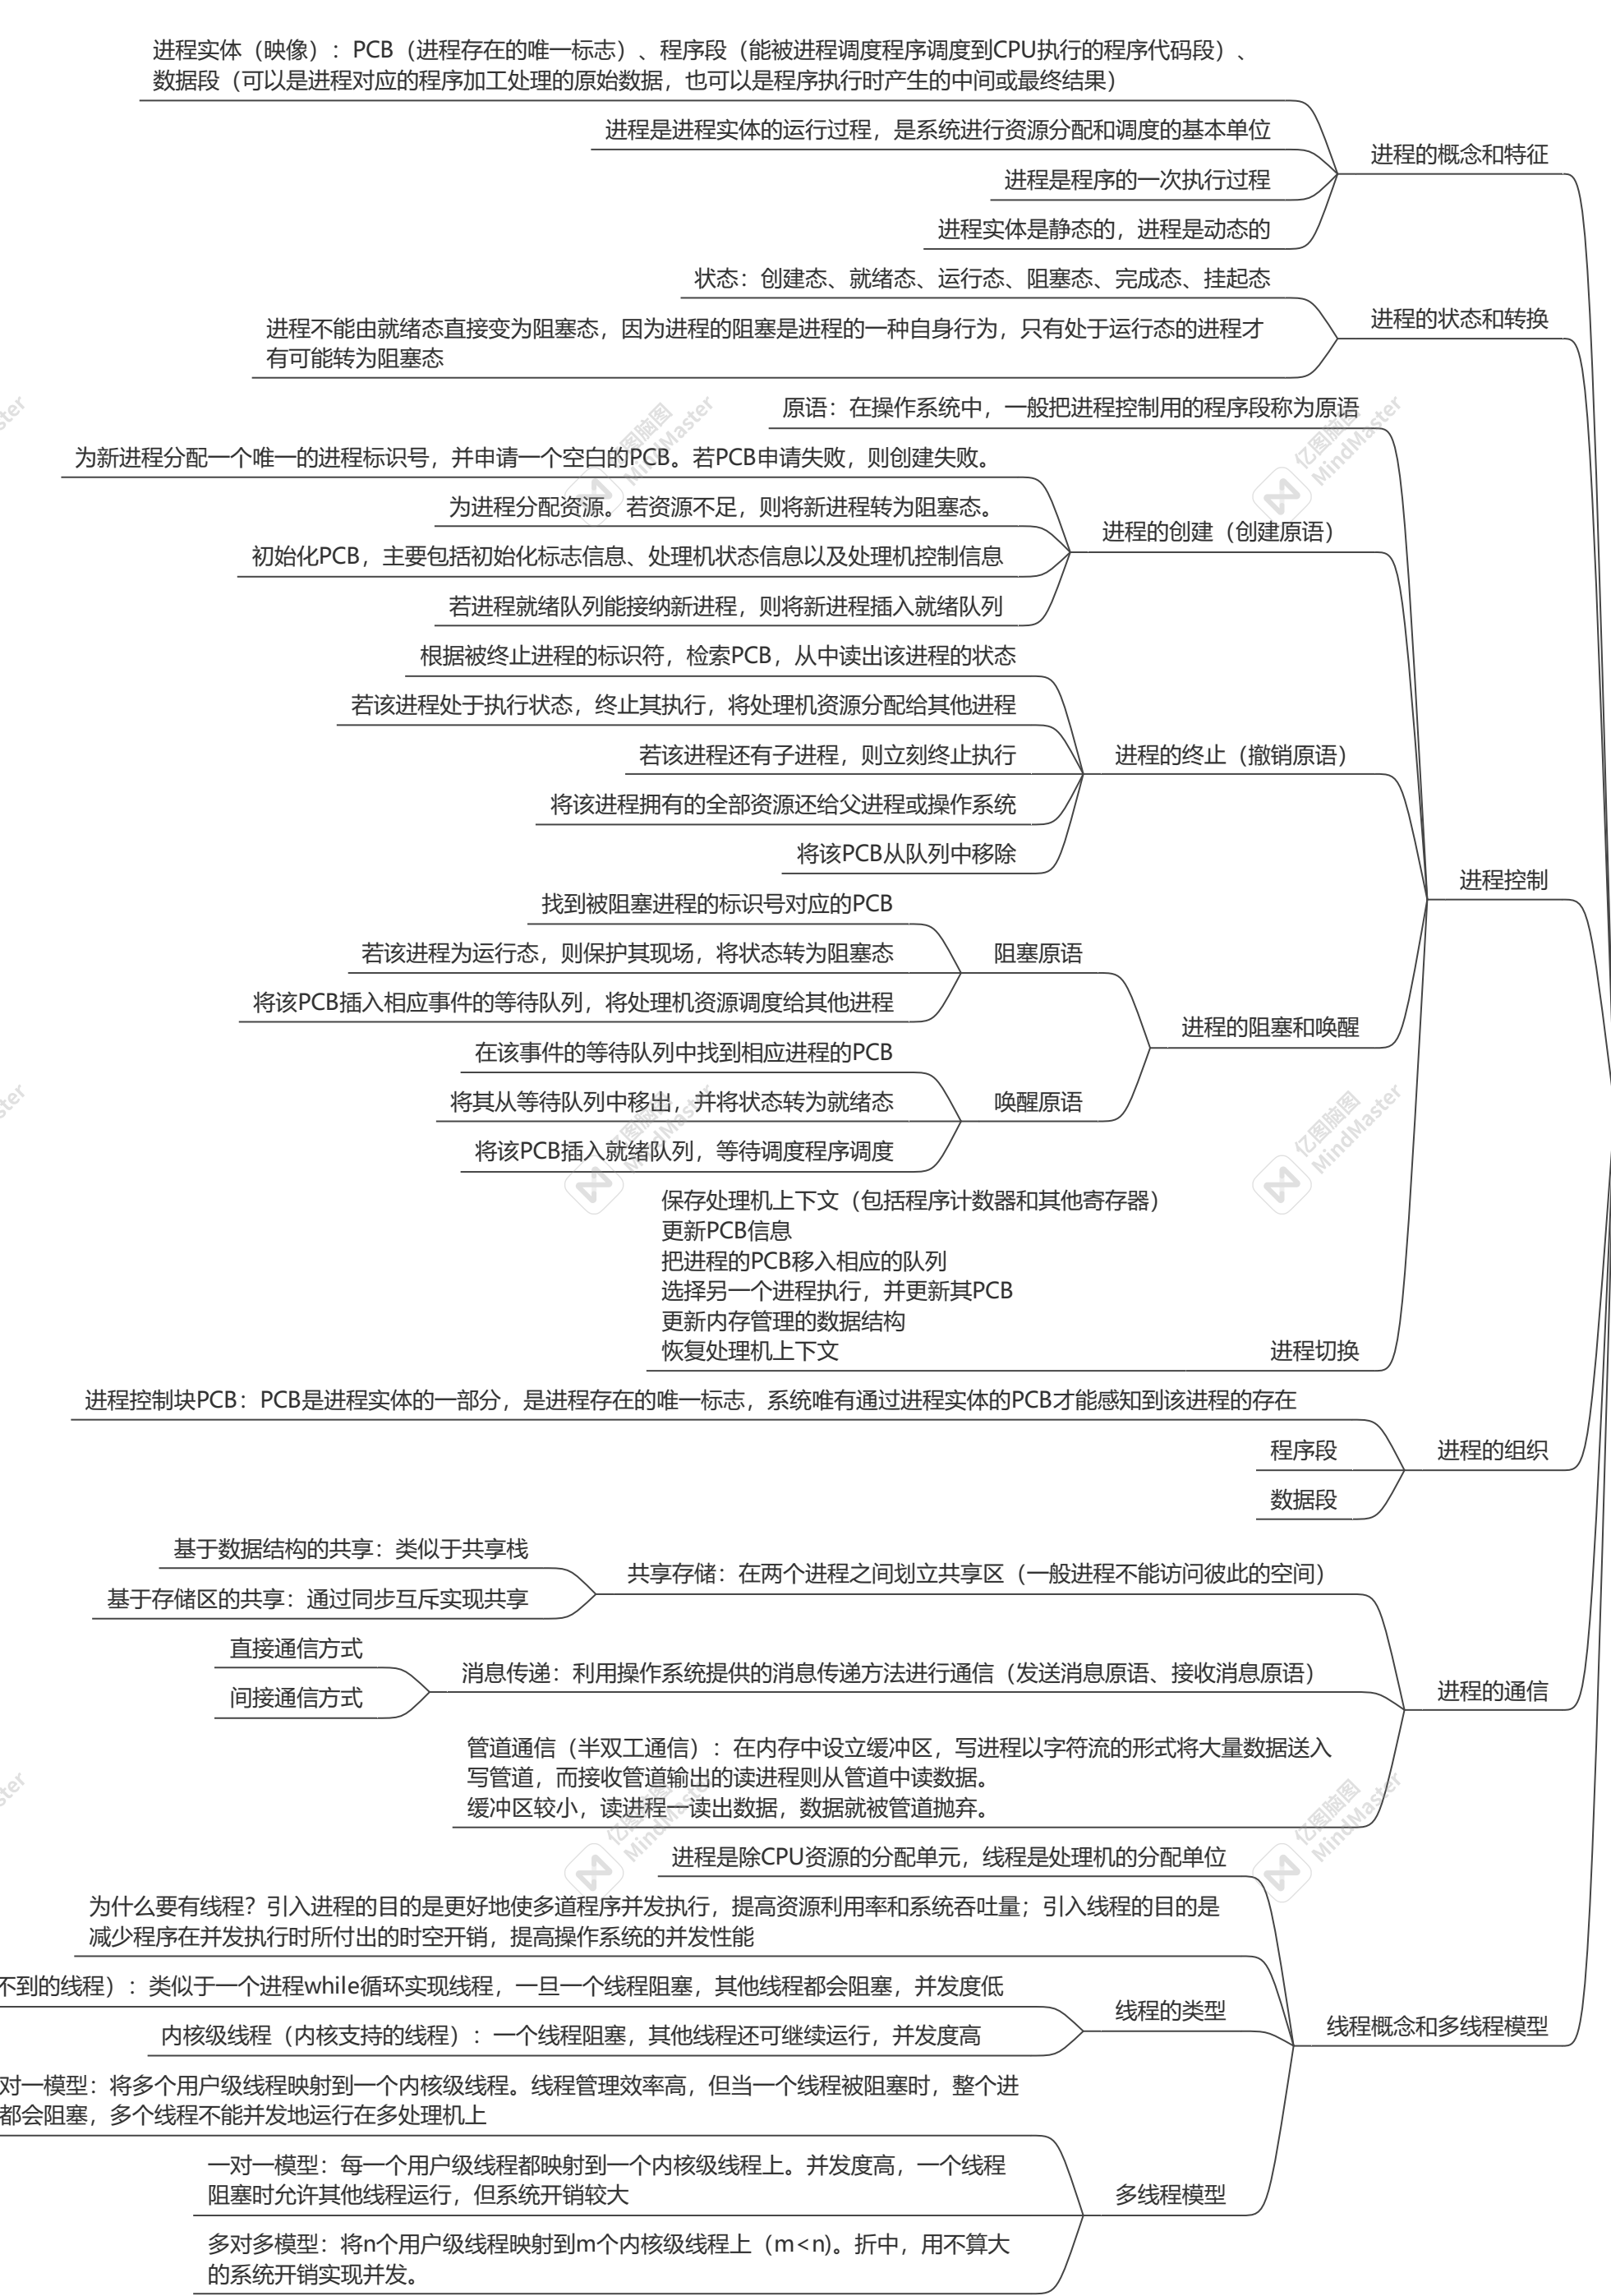 进程实体（映像）：PCB（进程存在的唯一标志）、程序段（能被进程调度程序调度到CPU执行的程序代码段）、
数据段（可以是进程对应的程序加工处理的原始数据，也可以是程序执行时产生的中间或最终结果）
进程是进程实体的运行过程，是系统进行资源分配和调度的基本单位
进程的概念和特征
进程是程序的一次执行过程
进程实体是静态的，进程是动态的
状态：创建态、就绪态、运行态、阻塞态、完成态、挂起态
进程的状态和转换
进程不能由就绪态直接变为阻塞态，因为进程的阻塞是进程的一种自身行为，只有处于运行态的进程才
有可能转为阻塞态
原语：在操作系统中，一般把进程控制用的程序段称为原语
为新进程分配一个唯一的进程标识号，并申请一个空白的PCB。若PCB申请失败，则创建失败。
为进程分配资源。若资源不足，则将新进程转为阻塞态。
进程的创建（创建原语）
初始化PCB，主要包括初始化标志信息、处理机状态信息以及处理机控制信息
若进程就绪队列能接纳新进程，则将新进程插入就绪队列
根据被终止进程的标识符，检索PCB，从中读出该进程的状态
若该进程处于执行状态，终止其执行，将处理机资源分配给其他进程
若该进程还有子进程，则立刻终止执行
进程的终止（撤销原语）
将该进程拥有的全部资源还给父进程或操作系统
将该PCB从队列中移除
进程控制
找到被阻塞进程的标识号对应的PCB
若该进程为运行态，则保护其现场，将状态转为阻塞态
阻塞原语
将该PCB插入相应事件的等待队列，将处理机资源调度给其他进程
进程的阻塞和唤醒
在该事件的等待队列中找到相应进程的PCB
将其从等待队列中移出，并将状态转为就绪态
唤醒原语
将该PCB插入就绪队列，等待调度程序调度
保存处理机上下文（包括程序计数器和其他寄存器）
更新PCB信息
把进程的PCB移入相应的队列
选择另一个进程执行，并更新其PCB
更新内存管理的数据结构
恢复处理机上下文
进程切换
进程控制块PCB：PCB是进程实体的一部分，是进程存在的唯一标志，系统唯有通过进程实体的PCB才能感知到该进程的存在
程序段
进程的组织
数据段
基于数据结构的共享：类似于共享栈
共享存储：在两个进程之间划立共享区（一般进程不能访问彼此的空间）
基于存储区的共享：通过同步互斥实现共享
直接通信方式
消息传递：利用操作系统提供的消息传递方法进行通信（发送消息原语、接收消息原语）
间接通信方式
进程的通信
管道通信（半双工通信）：在内存中设立缓冲区，写进程以字符流的形式将大量数据送入
写管道，而接收管道输出的读进程则从管道中读数据。
缓冲区较小，读进程一读出数据，数据就被管道抛弃。
进程是除CPU资源的分配单元，线程是处理机的分配单位
为什么要有线程？引入进程的目的是更好地使多道程序并发执行，提高资源利用率和系统吞吐量；引入线程的目的是
减少程序在并发执行时所付出的时空开销，提高操作系统的并发性能
不到的线程）：类似于一个进程while循环实现线程，一旦一个线程阻塞，其他线程都会阻塞，并发度低
线程的类型
内核级线程（内核支持的线程）：一个线程阻塞，其他线程还可继续运行，并发度高
线程概念和多线程模型
对一模型：将多个用户级线程映射到一个内核级线程。线程管理效率高，但当一个线程被阻塞时，整个进
都会阻塞，多个线程不能并发地运行在多处理机上
一对一模型：每一个用户级线程都映射到一个内核级线程上。并发度高，一个线程
阻塞时允许其他线程运行，但系统开销较大
多线程模型
多对多模型：将n个用户级线程映射到m个内核级线程上（m<n)。折中，用不算大
的系统开销实现并发。
亿图脑图
MindMaster
亿图脑图
MindMaster
亿图脑图
MindMaster
亿图脑图
MindMaster
亿图脑图
MindMaster
亿图脑图
MindMaster